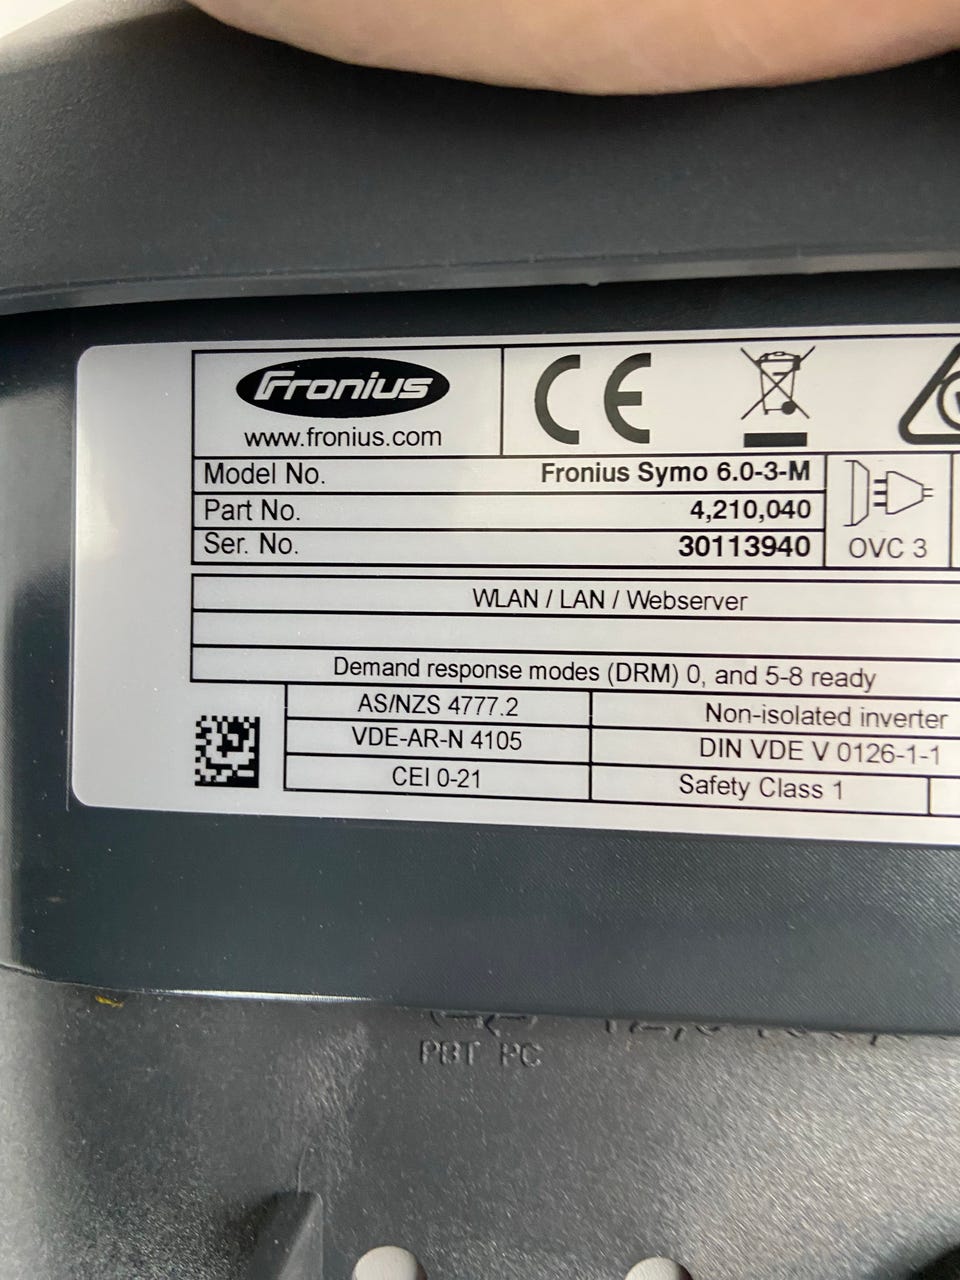 Fronius
www.fronius.com
CE
Model No. Fronius Symo 6.0-3-M
Part No. 4,210,040
Ser. No. 30113940
OVC 3
WLAN / LAN / Webserver
Demand response modes (DRM) 0, and 5-8 ready
AS/NZS 4777.2 Non-isolated inverter
VDE-AR-N 4105 DIN VDE V 0126-1-1
CEI 0-21 Safety Class 1
PBT PC